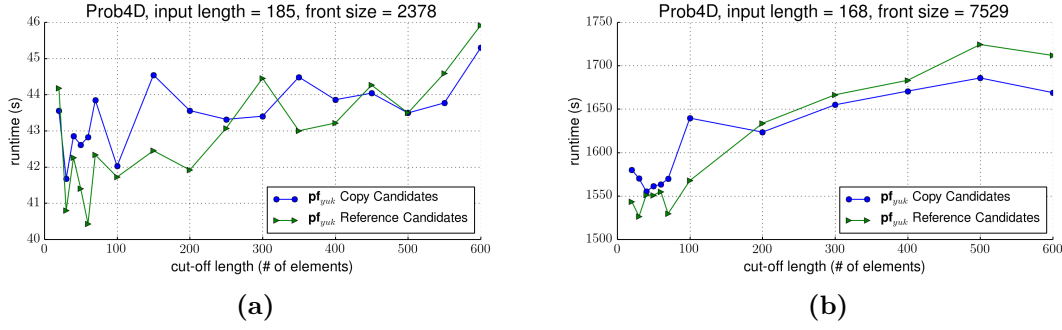 Prob4D, input length = 185, front size = 2378
46
45
44
43
42
41
40
runtime (s)
pf_yuk Copy Candidates
pf_yuk Reference Candidates
0 100 200 300 400 500 600
cut-off length (# of elements)
(a)
Prob4D, input length = 168, front size = 7529
1750
1700
1650
1600
1550
1500
runtime (s)
pf_yuk Copy Candidates
pf_yuk Reference Candidates
0 100 200 300 400 500 600
cut-off length (# of elements)
(b)